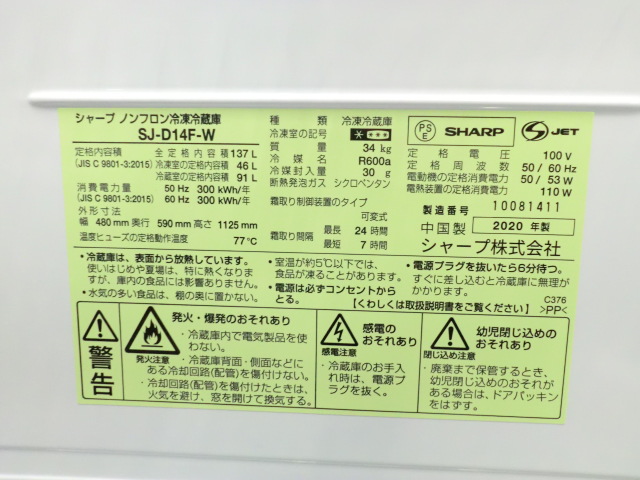 シャープ ノンフロン冷凍冷蔵庫
SJ-D14F-W
定格内容積 全定格内容積 137 L
(JIS C 9801-3:2015) 冷凍室の定格内容積 46 L
冷蔵室の定格内容積 91 L
消費電力量 50 Hz 300 kWh/年
(JIS C 9801-3:2015) 60 Hz 300 kWh/年
外形寸法
幅 480 mm 奥行 590 mm 高さ 1125 mm
温度ヒューズの定格動作温度 77℃
種類 冷凍冷蔵庫
冷凍室の記号
質量 34 kg
冷媒名 R600a
冷媒封入量 30 g
断熱発泡ガス シクロペンタン
霜取り制御装置のタイプ
可変式
霜取り間隔 最長 24 時間
最短 7 時間
PS
E
SHARP
S JET
定格電圧 100 V
定格周波数 50/60 Hz
電動機の定格消費電力 50/53 W
電熱装置の定格消費電力 110 W
製造番号 10081411
中国製 2020 年製
シャープ株式会社
・冷蔵庫は、表面から放熱しています。
使いはじめや夏場は、特に熱くなりま
すが、庫内の食品には影響ありません。
・水気の多い食品は、棚の奥に置かない。
・室温が約5℃以下では、
食品が凍ることがあります。
・電源は必ずコンセントから
とる。
・電源プラグを抜いたら6分待つ。
すぐに差し込むと冷蔵庫に無理が
かかります。
【くわしくは取扱説明書をご覧ください】
C376
>PP<
警告
発火注意
発火・爆発のおそれあり
・冷蔵庫内で電気製品を使
わない。
・冷蔵庫背面・側面などに
ある冷却回路(配管)を傷付けない。
・冷却回路(配管)を傷付けたときは、
火気を避け、窓を開けて換気する。
感電注意
感電の
おそれあり
・冷蔵庫のお手入
れ時は、電源プ
ラグを抜く。
閉じ込め注意
幼児閉じ込めの
おそれあり
・廃棄まで保管するとき、
幼児閉じ込めのおそれが
ある場合は、ドアパッキン
をはずす。